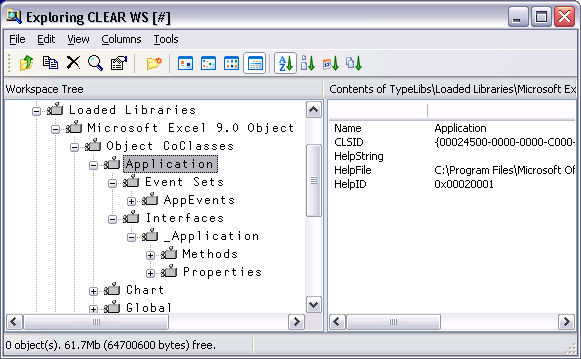 Exploring CLEAR WS [#]
File Edit View Columns Tools
Workspace Tree
Contents of TypeLibs\Loaded Libraries\Microsoft Ex
Loaded Libraries
Microsoft Excel 9.0 Object
Object CoClasses
Application
Event Sets
AppEvents
Interfaces
_Application
Methods
Properties
Chart
Global
Name Application
CLSID {00024500-0000-0000-C000-
HelpString
HelpFile C:\Program Files\Microsoft Of
HelpID 0x00020001
0 object(s). 61.7Mb (64700600 bytes) free.